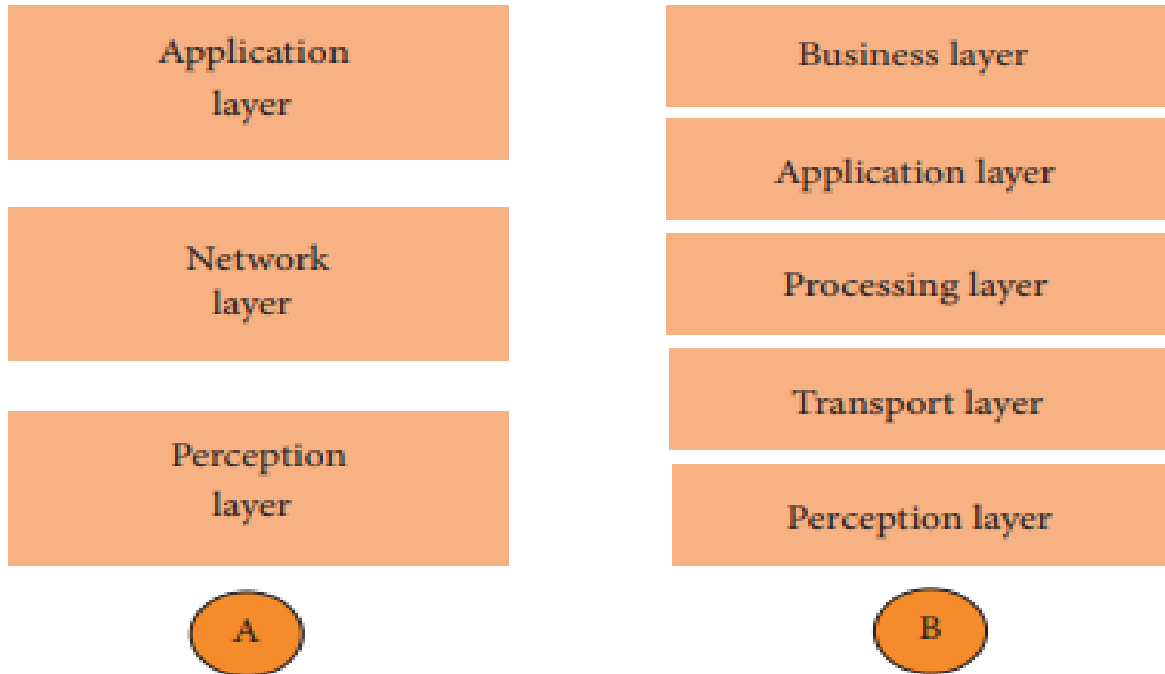 Application
layer
Network
layer
Perception
layer
A
Business layer
Application layer
Processing layer
Transport layer
Perception layer
B